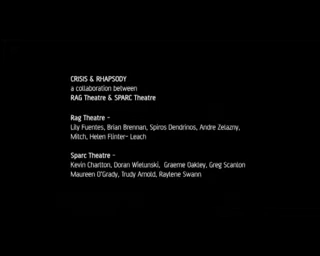 CRISIS & RHAPSODY
a collaboration between
RAG Theatre & SPARC Theatre
Rag Theatre -
Lily Fuentes, Brian Brennan, Spiros Dendrinos, Andre Zelazny,
Mitch, Helen Flinter- Leach
Sparc Theatre -
Kevin Charlton, Doran Wielunski, Graeme Oakley, Greg Scanlon
Maureen O'Grady, Trudy Arnold, Raylene Swann